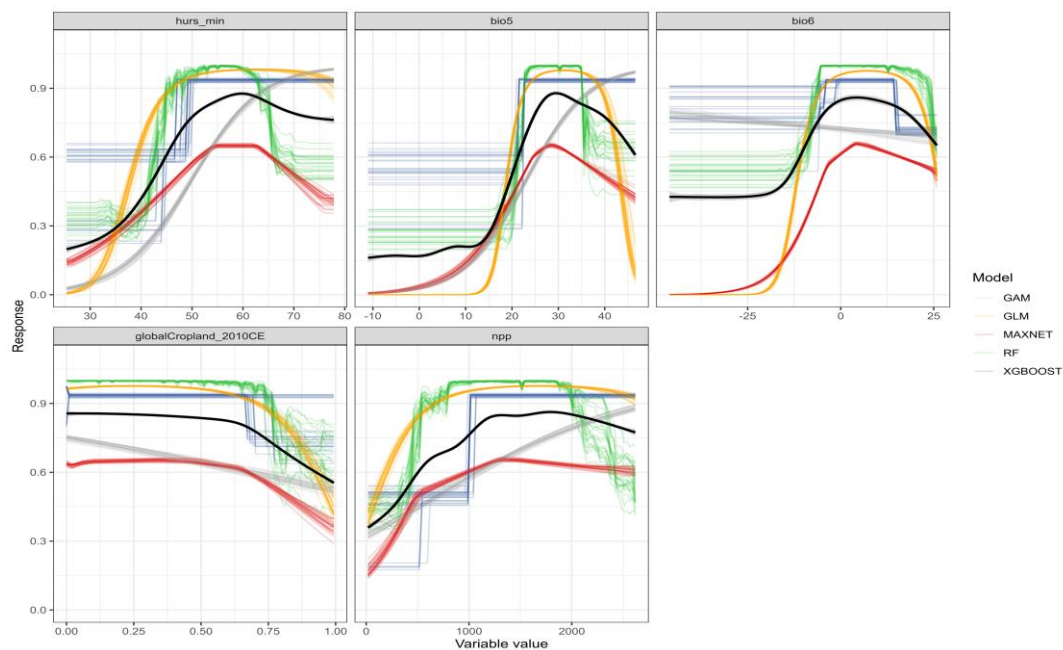 hurs_min
bio5
bio6
0.9
0.6
0.3
0.0
30 40 50 60 70 80
-10 0 10 20 30 40
-25 0 25
Response
globalCropland_2010CE
npp
0.9
0.6
0.3
0.0
0.00 0.25 0.50 0.75 1.00
0 1000 2000
Variable value
Model
GAM
GLM
MAXNET
RF
XGBOOST